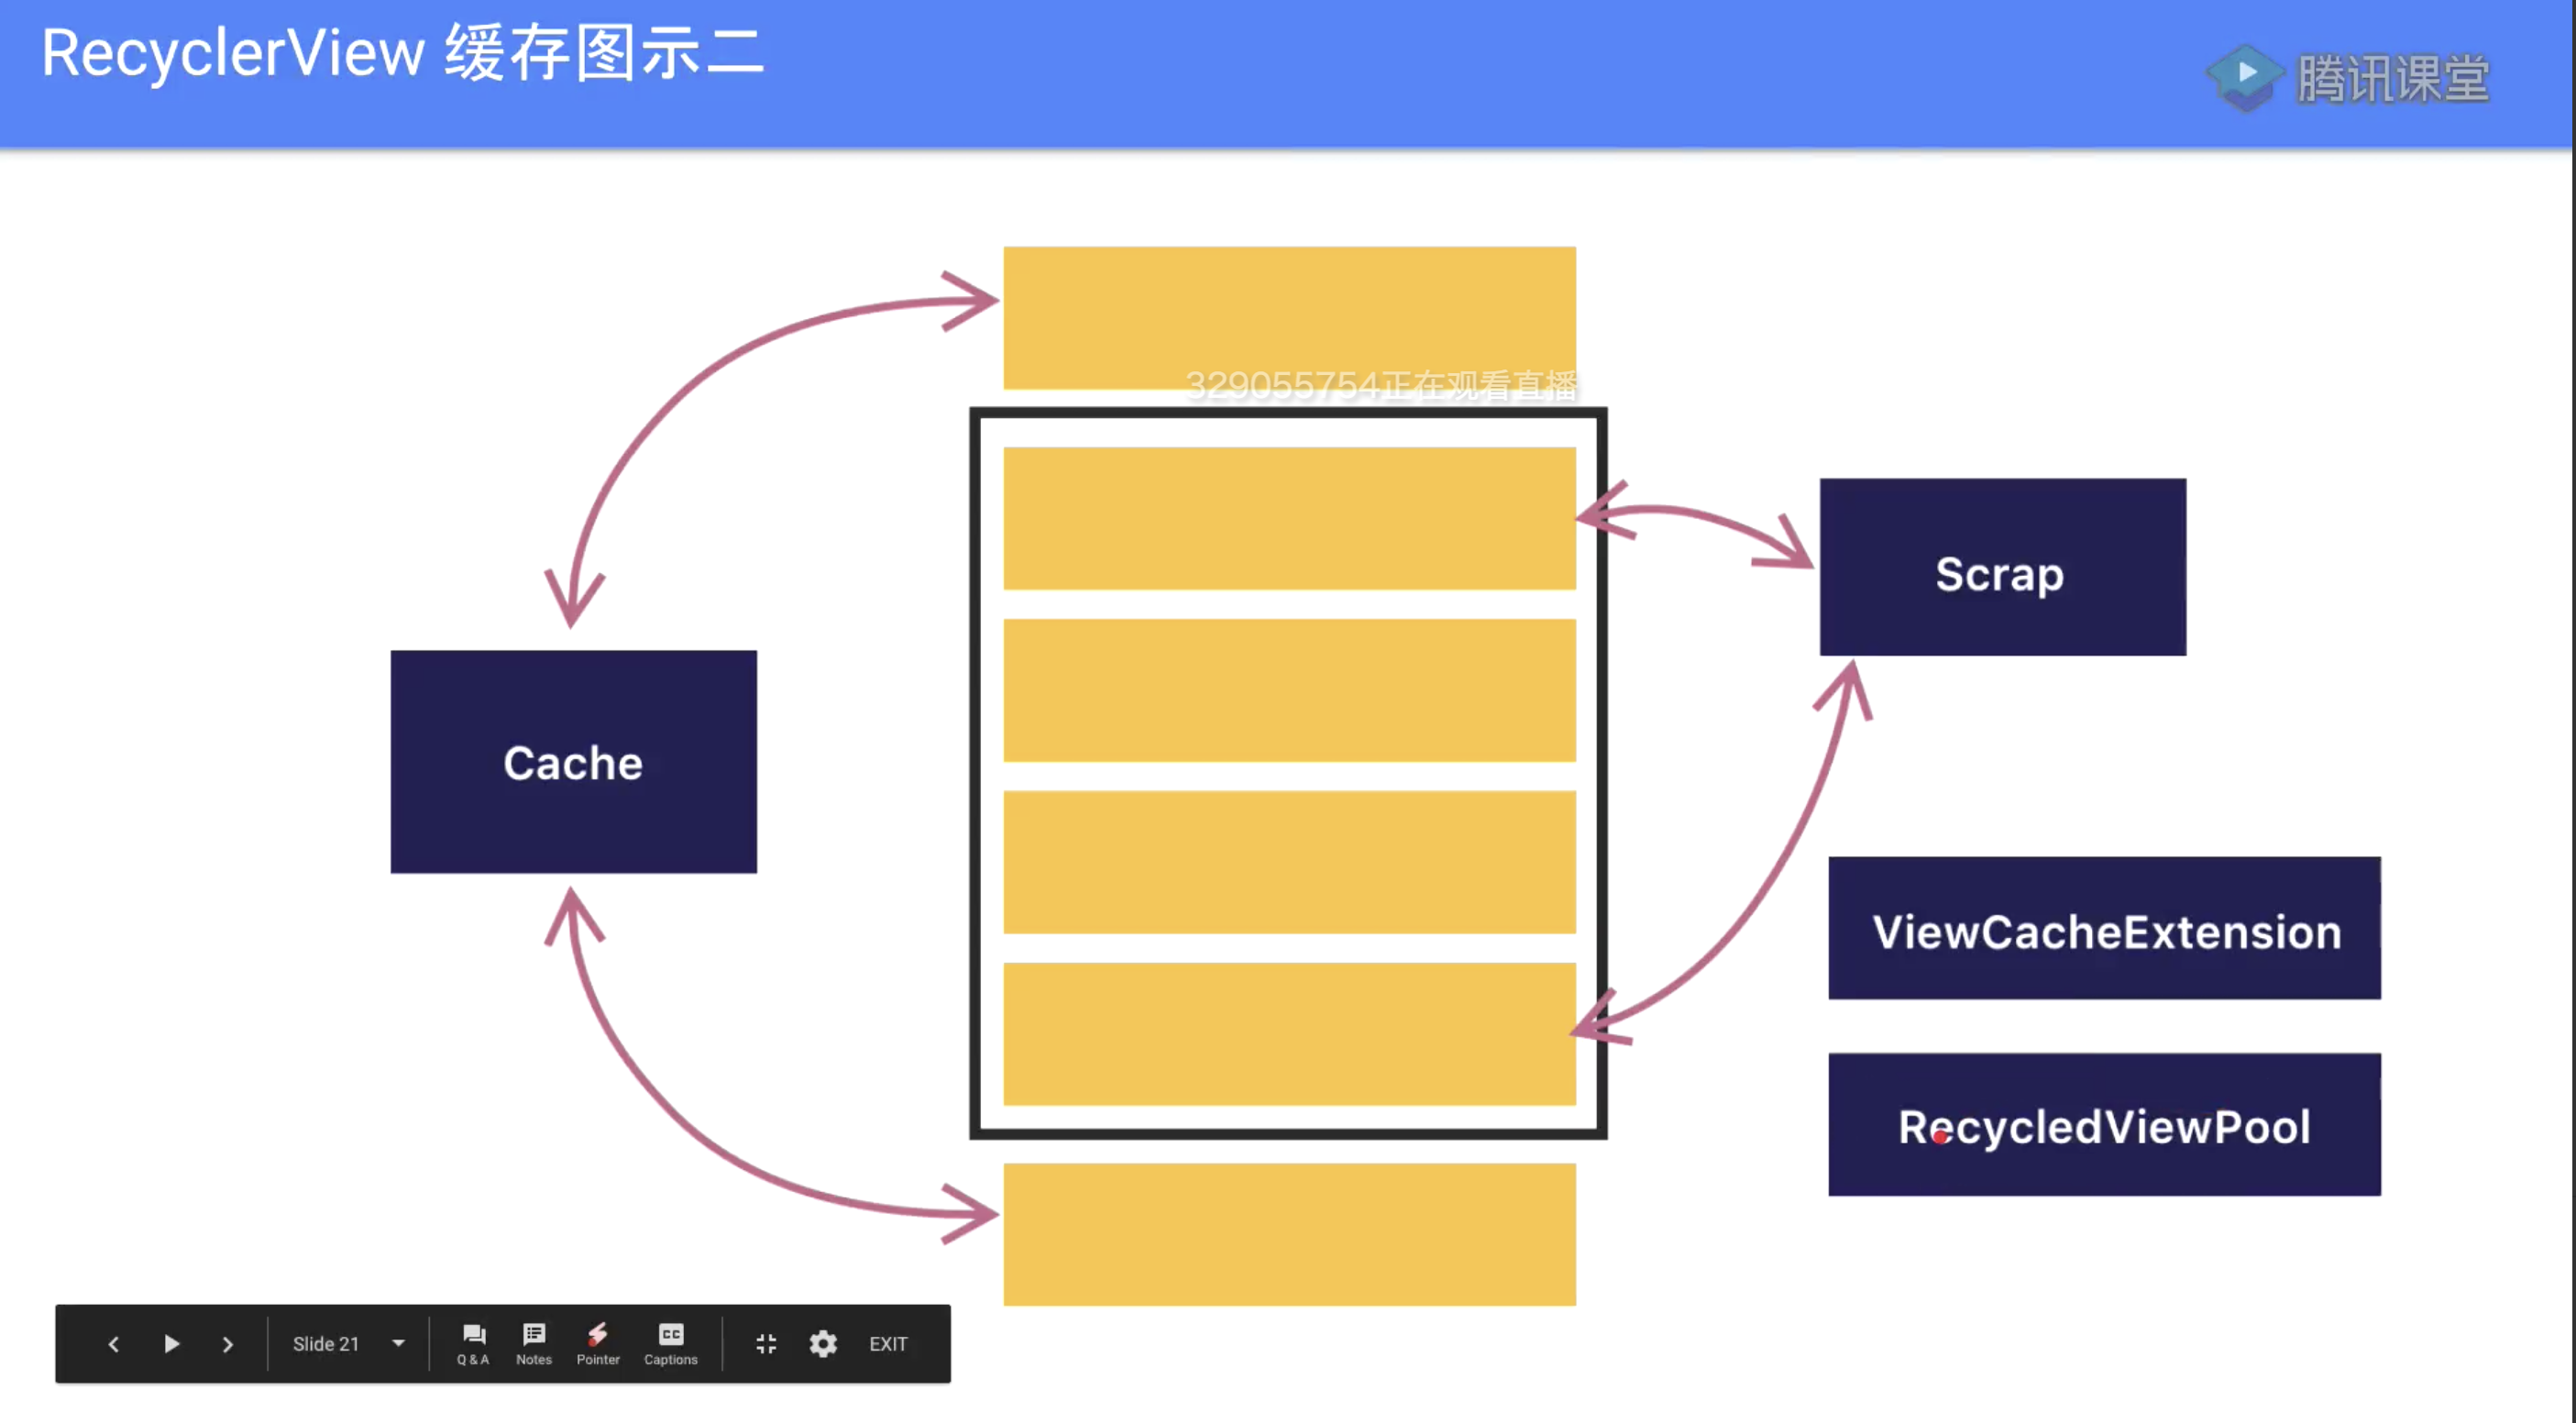 RecyclerView 缓存图示二
腾讯课堂
329055754正在观看直播
Scrap
Cache
ViewCacheExtension
RecycledViewPool
Slide 21
Q & A
Notes
Pointer
CC
Captions
EXIT